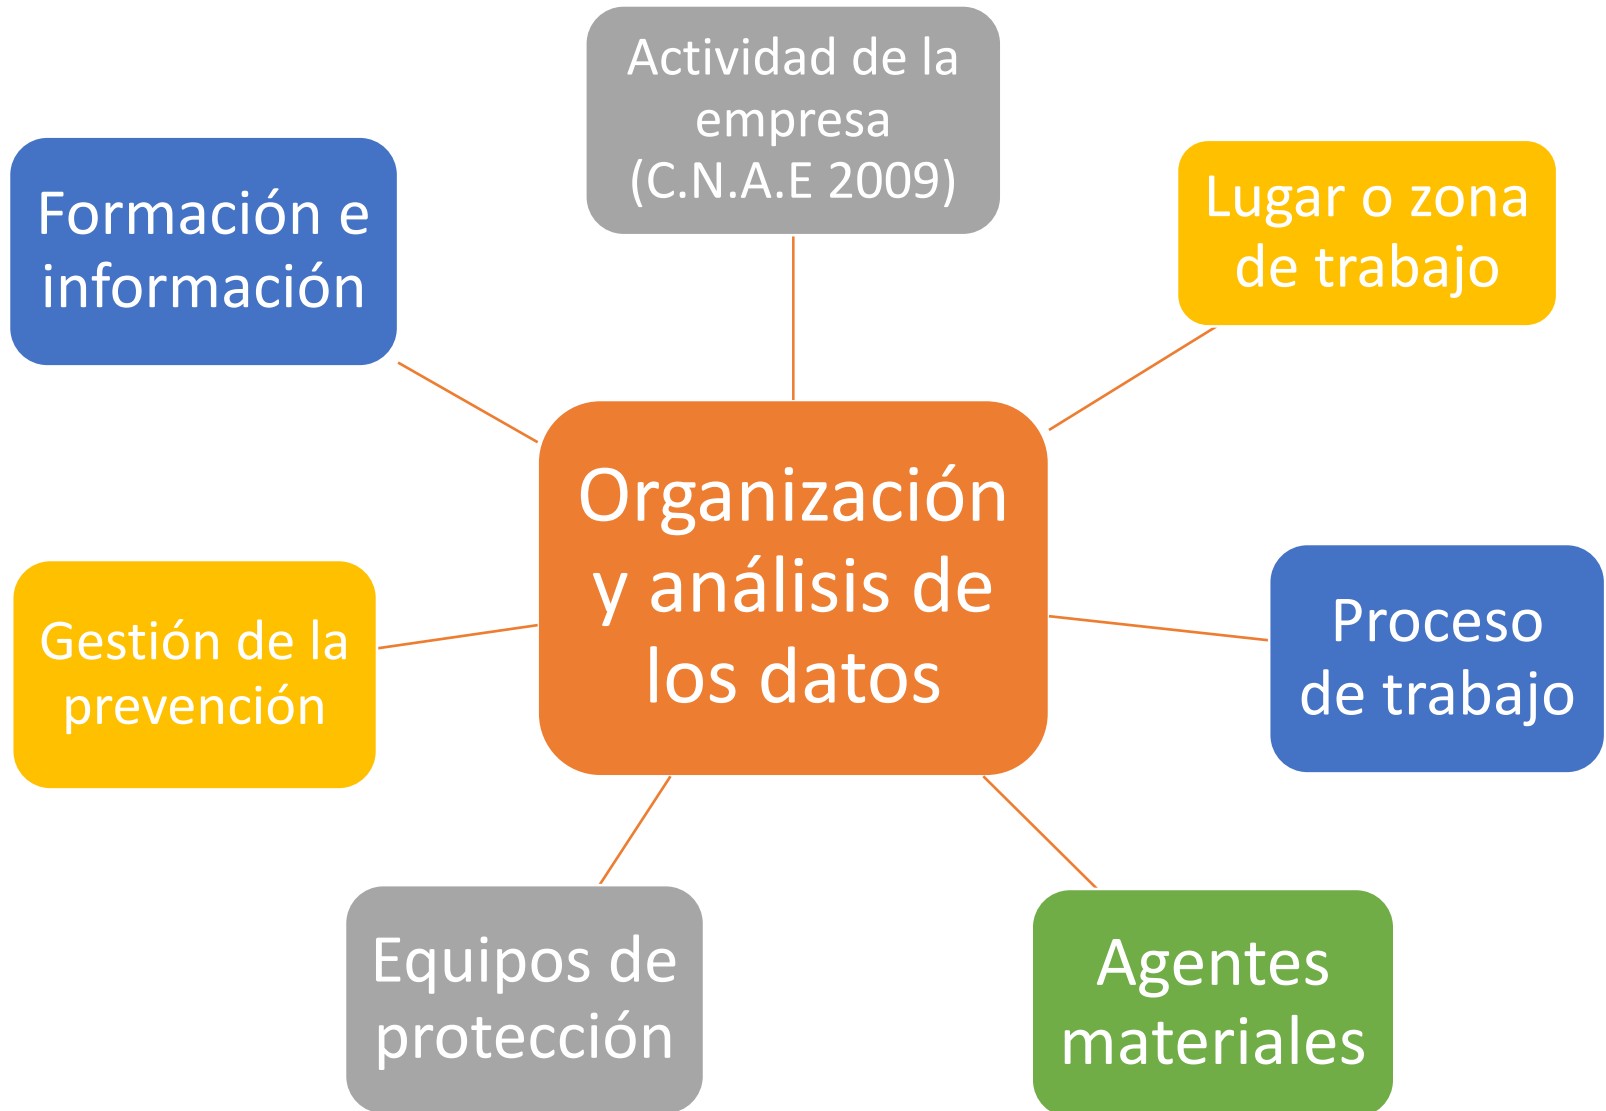 Actividad de la
empresa
(C.N.A.E 2009)
Formación e
información
Lugar o zona
de trabajo
Organización
y análisis de
los datos
Gestión de la
prevención
Proceso
de trabajo
Equipos de
protección
Agentes
materiales